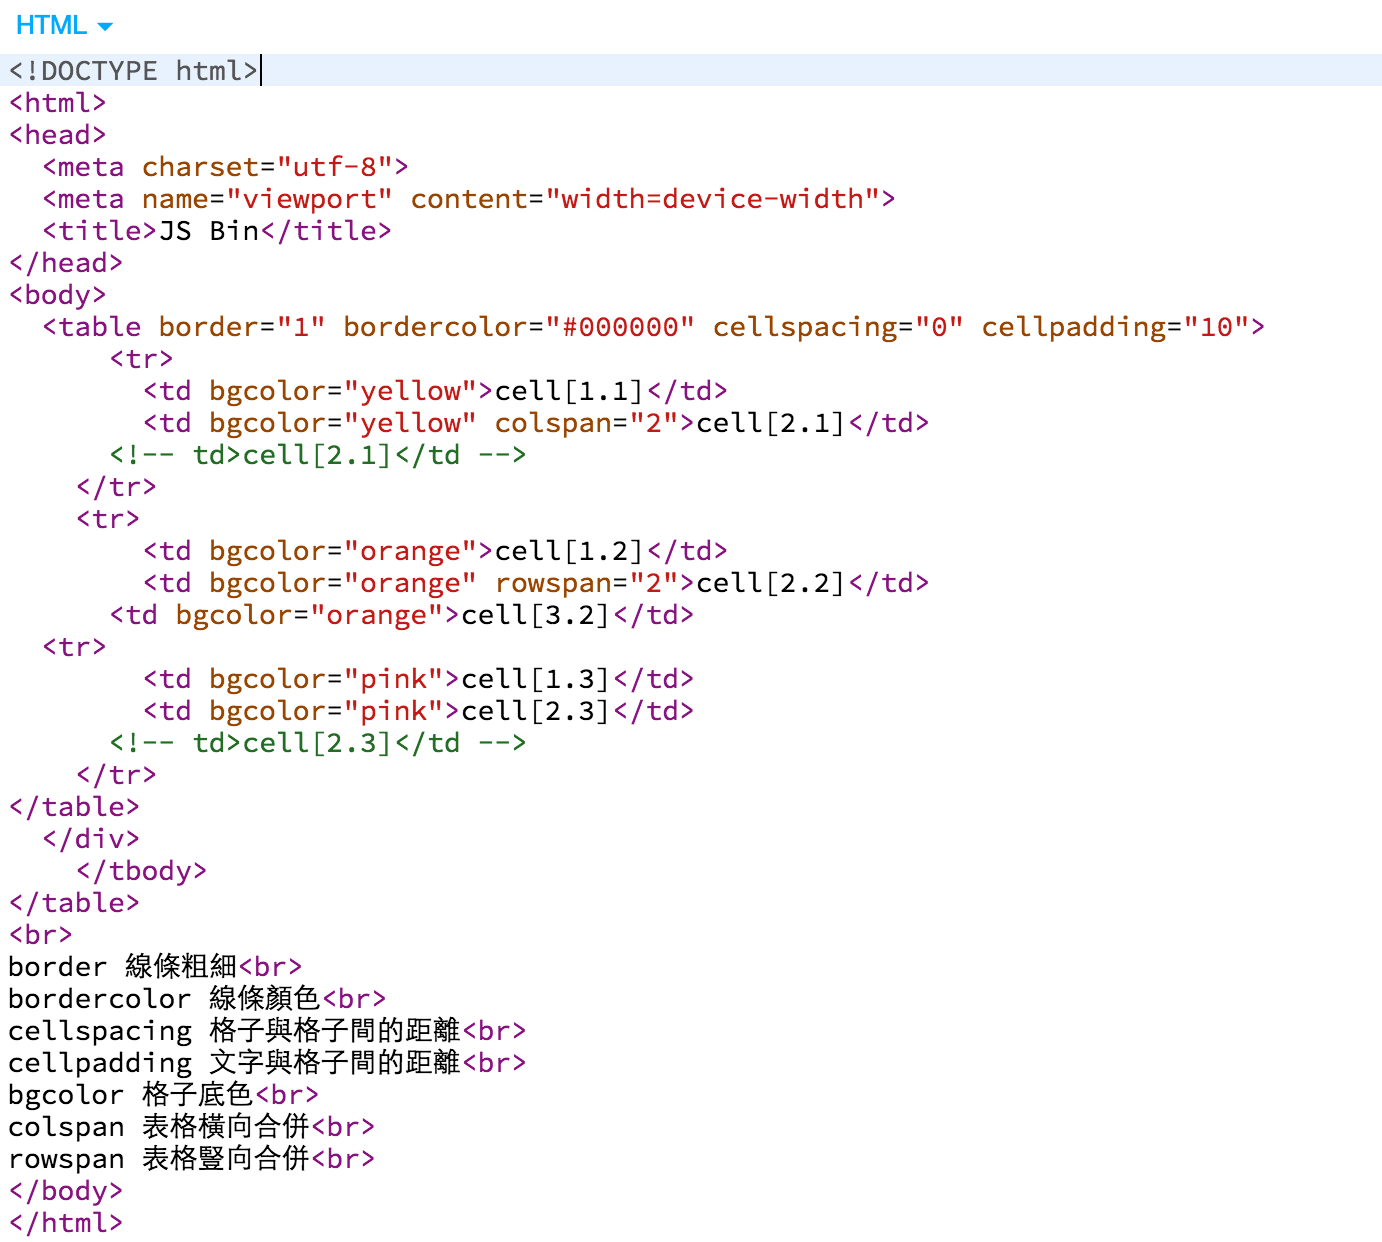 HTML
<!DOCTYPE html>
<html>
<head>
  <meta charset="utf-8">
  <meta name="viewport" content="width=device-width">
  <title>JS Bin</title>
</head>
<body>
  <table border="1" bordercolor="#000000" cellspacing="0" cellpadding="10">
      <tr>
        <td bgcolor="yellow">cell[1.1]</td>
        <td bgcolor="yellow" colspan="2">cell[2.1]</td>
      <!-- td>cell[2.1]</td -->
    </tr>
    <tr>
        <td bgcolor="orange">cell[1.2]</td>
        <td bgcolor="orange" rowspan="2">cell[2.2]</td>
      <td bgcolor="orange">cell[3.2]</td>
  <tr>
        <td bgcolor="pink">cell[1.3]</td>
        <td bgcolor="pink">cell[2.3]</td>
      <!-- td>cell[2.3]</td -->
    </tr>
</table>
  </div>
    </tbody>
</table>
<br>
border 線條粗細<br>
bordercolor 線條顏色<br>
cellspacing 格子與格子間的距離<br>
cellpadding 文字與格子間的距離<br>
bgcolor 格子底色<br>
colspan 表格橫向合併<br>
rowspan 表格豎向合併<br>
</body>
</html>